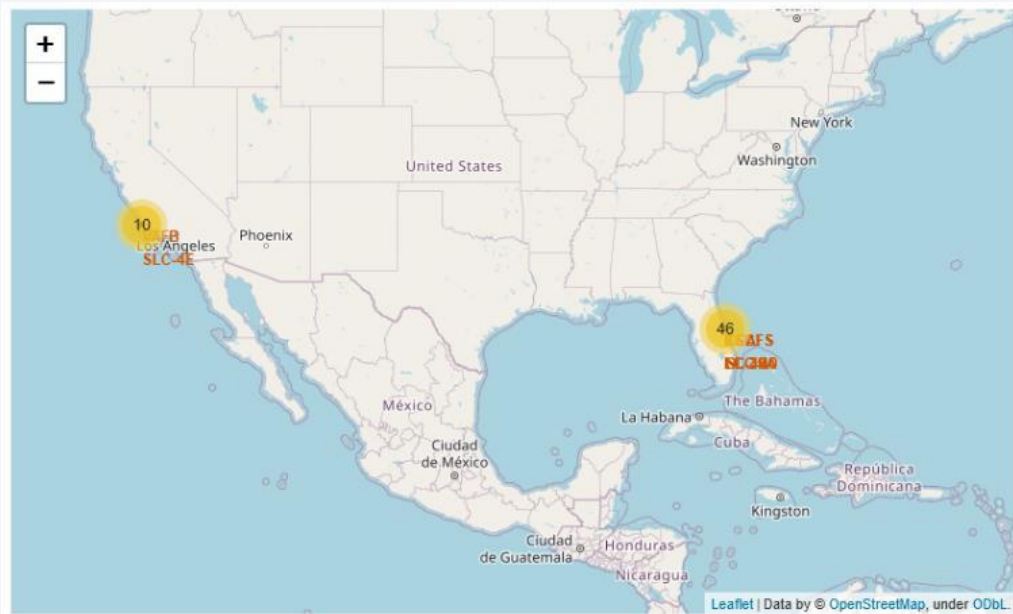 +
−
Ottawa
New York
Washington
United States
10
Los Angeles
SLC-4E
Phoenix
46
The Bahamas
México
La Habana
Cuba
Ciudad
de México
República
Dominicana
Kingston
Ciudad
de Guatemala
Honduras
Nicaragua
Leaflet | Data by © OpenStreetMap, under ODbL.